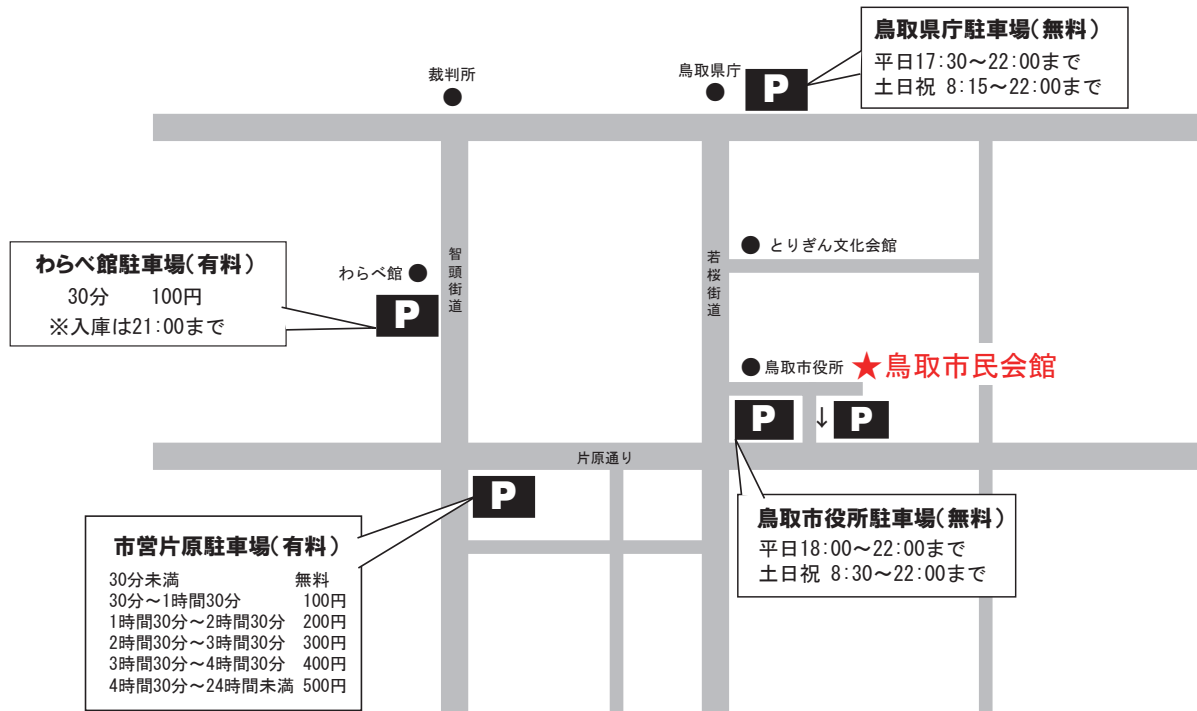 鳥取県庁駐車場(無料)
平日17:30～22:00まで
土日祝 8:15～22:00まで
裁判所
鳥取県庁
P
わらべ館駐車場(有料)
30分 100円
※入庫は21:00まで
わらべ館
P
智頭街道
若桜街道
とりぎん文化会館
鳥取市役所
★鳥取市民会館
P
↓P
片原通り
P
鳥取市役所駐車場(無料)
平日18:00～22:00まで
土日祝 8:30～22:00まで
市営片原駐車場(有料)
30分未満 無料
30分～1時間30分 100円
1時間30分～2時間30分 200円
2時間30分～3時間30分 300円
3時間30分～4時間30分 400円
4時間30分～24時間未満 500円